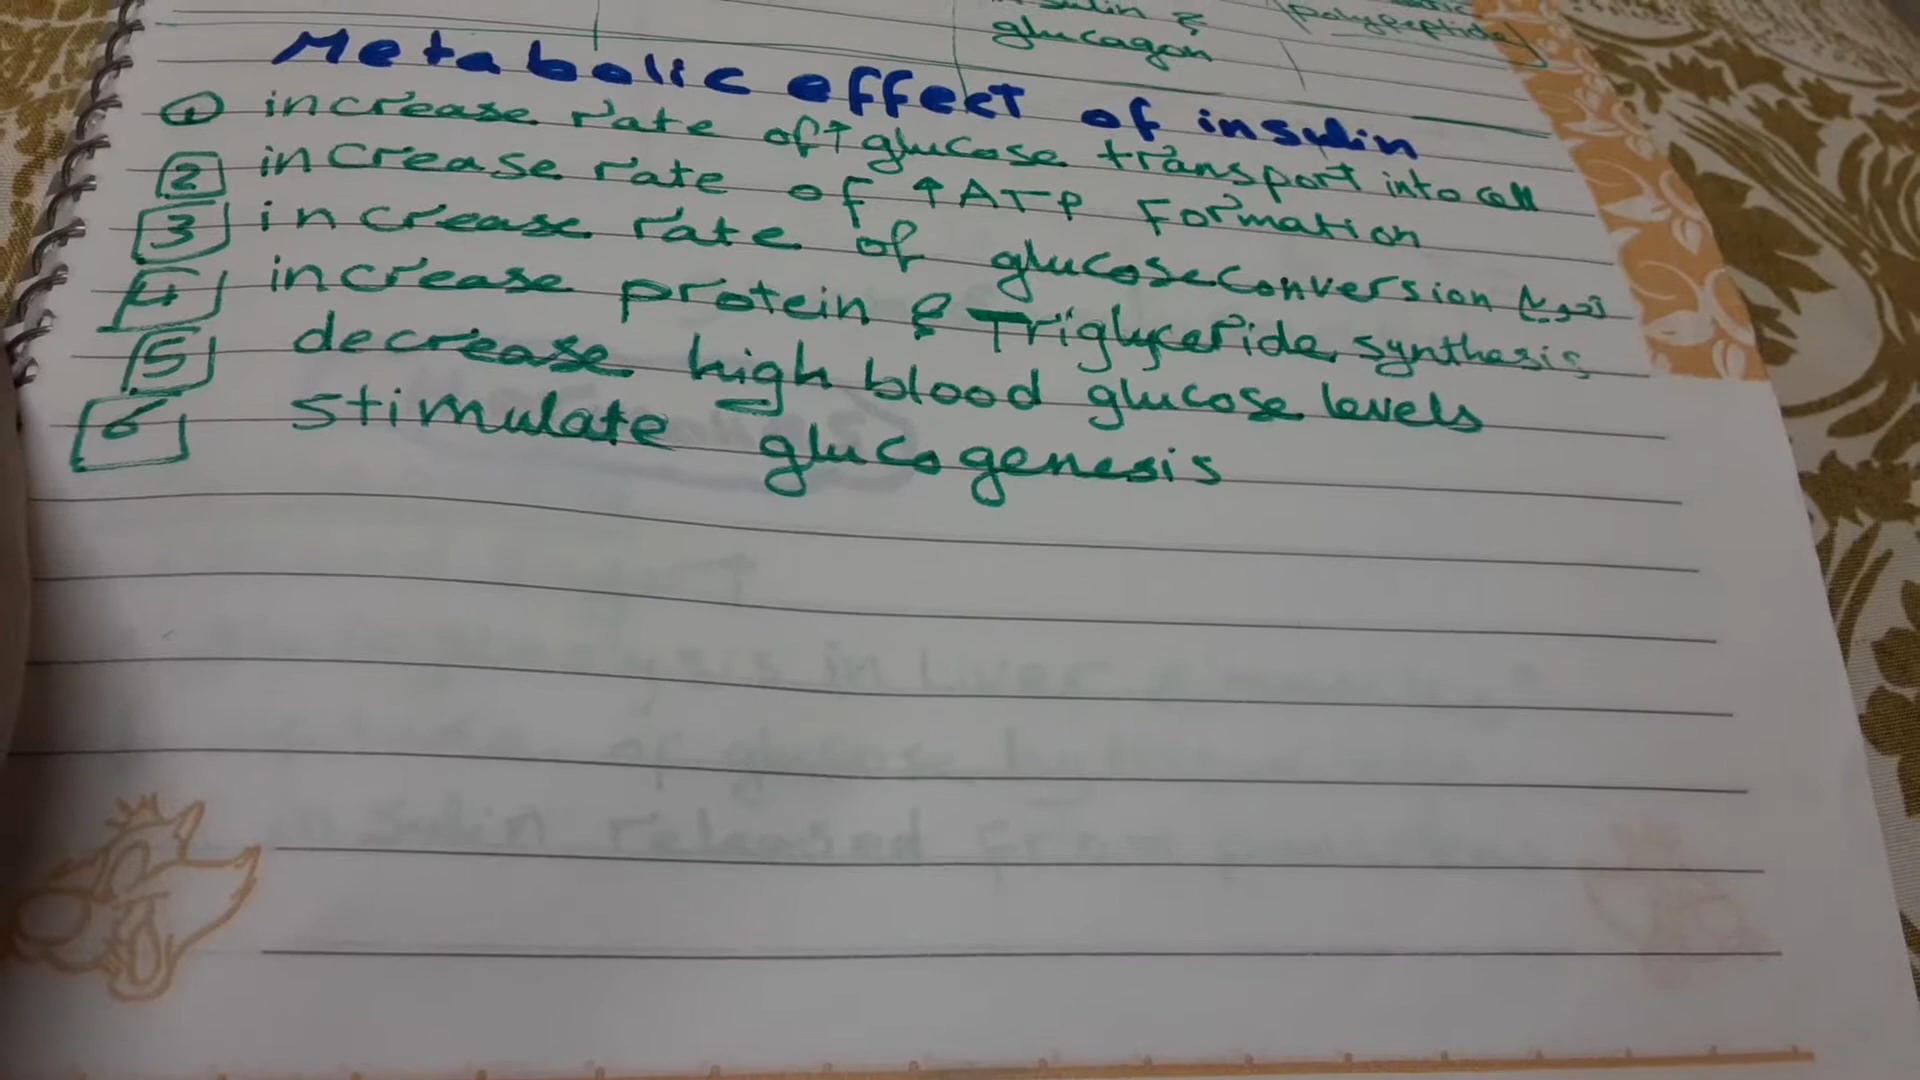 glucagon
polypeptide)
Metabolic effect of insulin
① increase rate of ↑ glucose transport into cell
2 increase rate of ↑ ATP Formation
3 increase rate of glucose conversion تحويل
4 increase protein & Triglyceride synthesis
5 decrease high blood glucose levels
6 stimulate glucogenesis